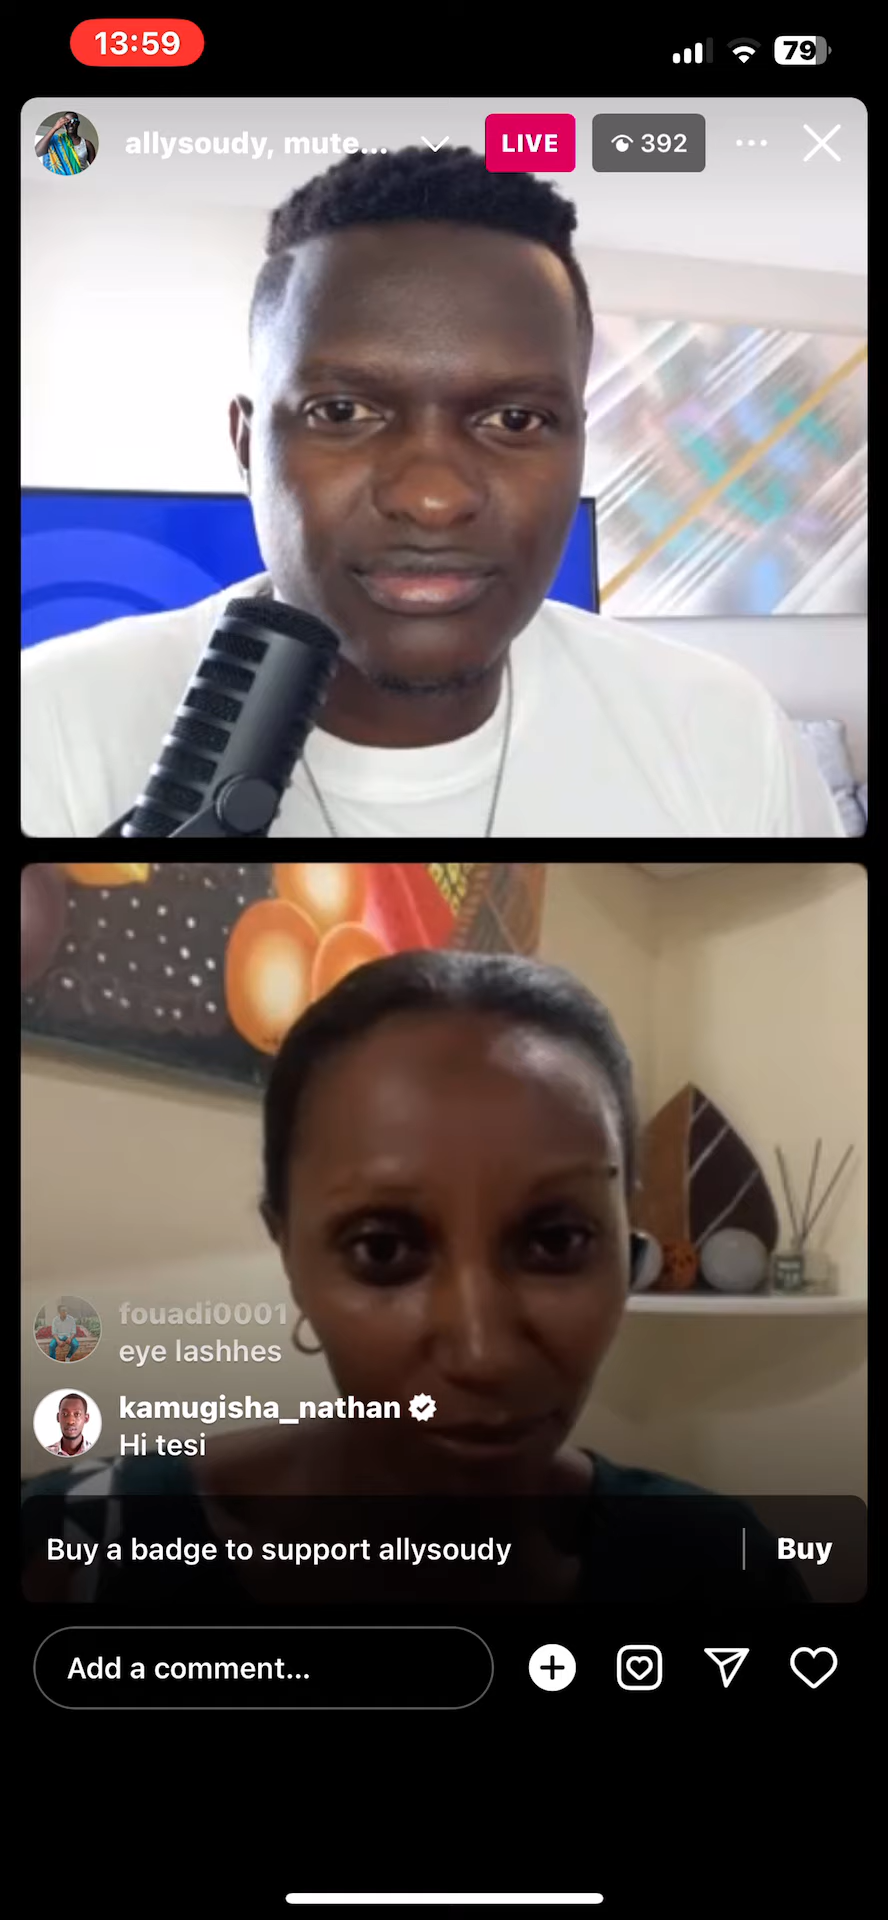 13:59
79
allysoudy, mute...
LIVE
392
fouadi0001
eye lashhes
kamugisha_nathan
Hi tesi
Buy a badge to support allysoudy
Buy
Add a comment...